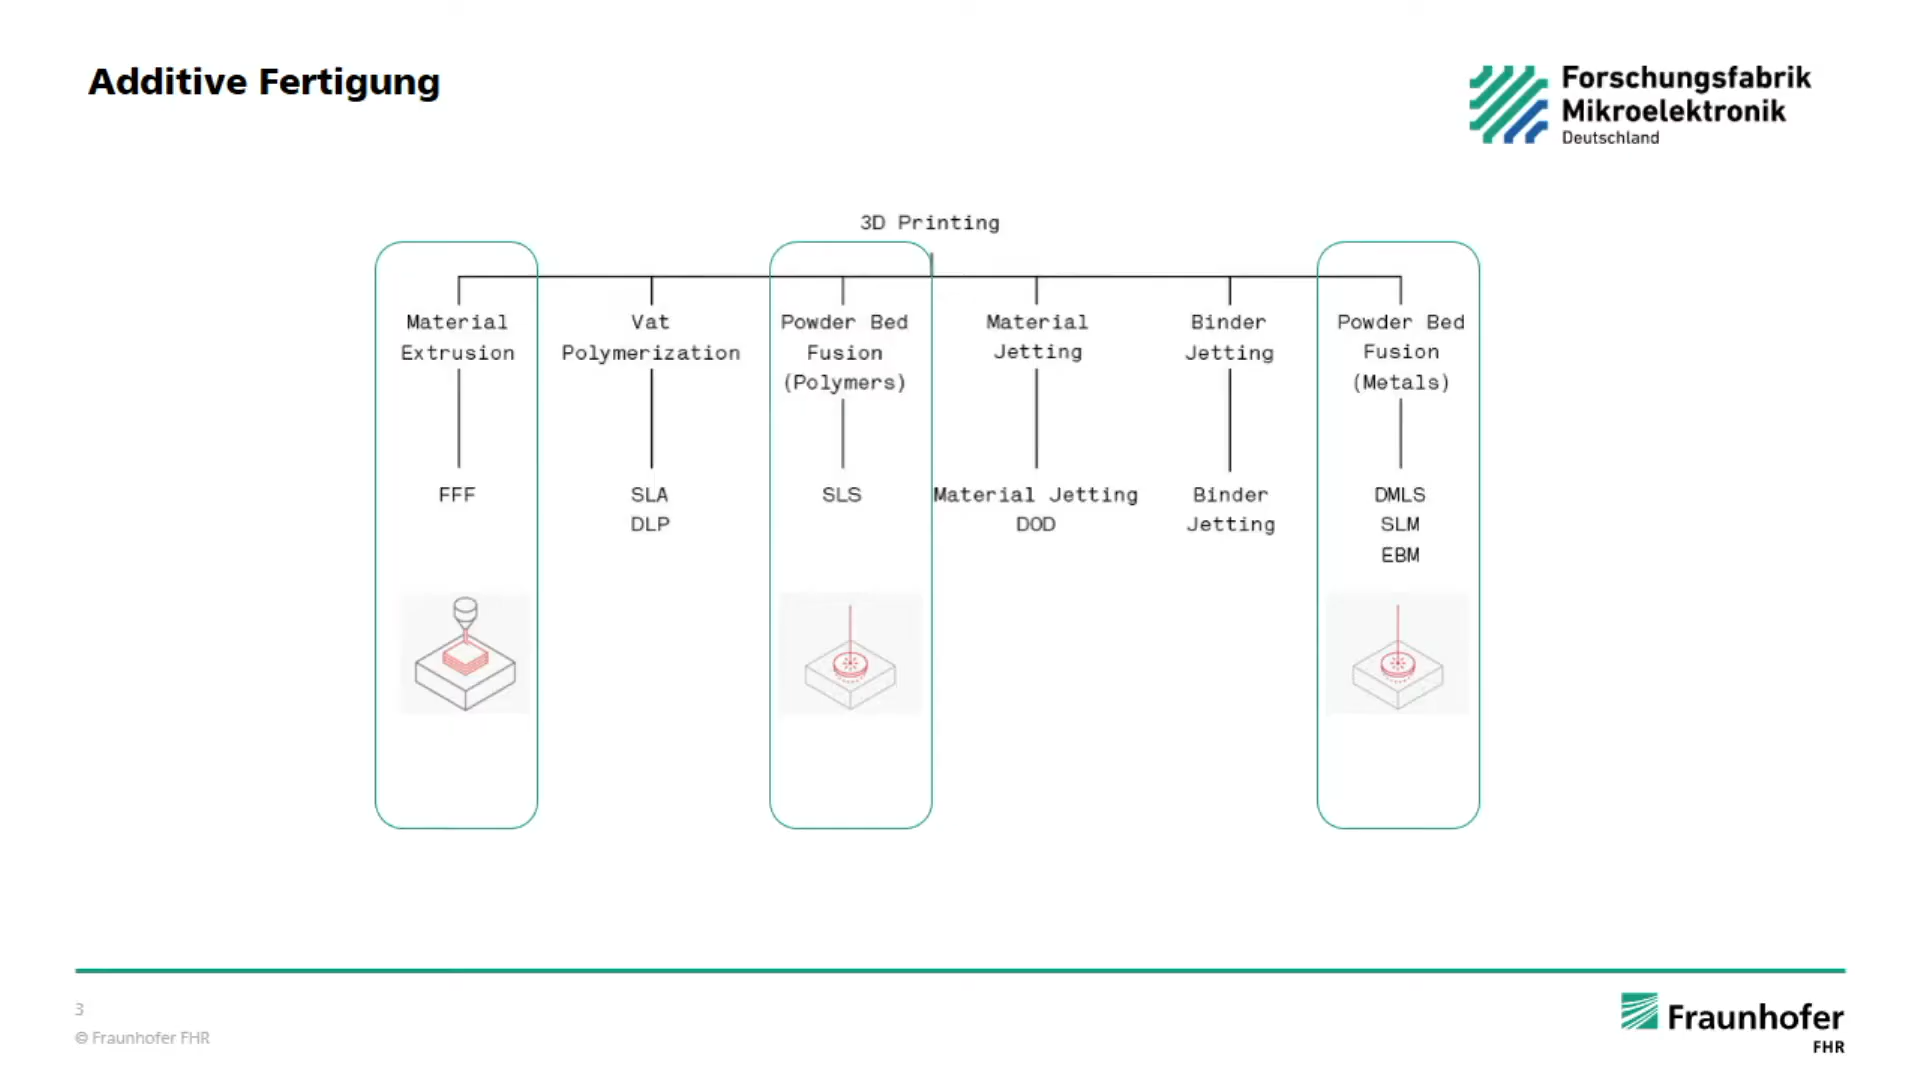 Additive Fertigung
Forschungsfabrik
Mikroelektronik
Deutschland
3D Printing
Material
Extrusion
Vat
Polymerization
Powder Bed
Fusion
(Polymers)
Material
Jetting
Binder
Jetting
Powder Bed
Fusion
(Metals)
FFF
SLA
DLP
SLS
Material Jetting
DOD
Binder
Jetting
DMLS
SLM
EBM
3
© Fraunhofer FHR
Fraunhofer
FHR